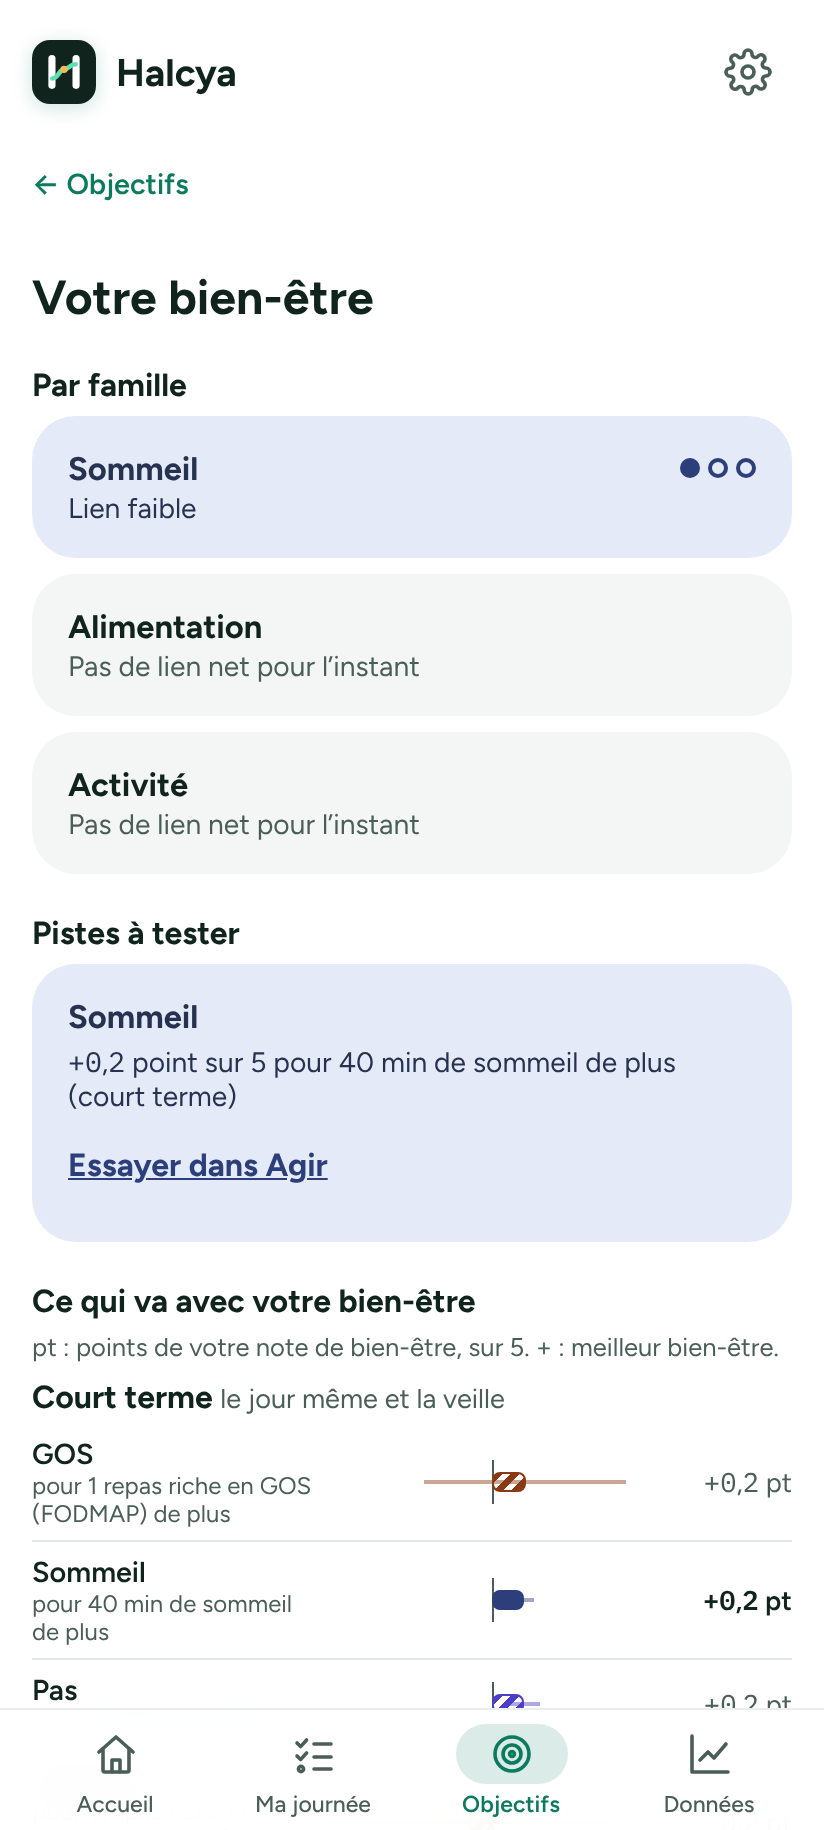 Halcya
← Objectifs
Votre bien-être
Par famille
Sommeil
Lien faible
Alimentation
Pas de lien net pour l’instant
Activité
Pas de lien net pour l’instant
Pistes à tester
Sommeil
+0,2 point sur 5 pour 40 min de sommeil de plus
(court terme)
Essayer dans Agir
Ce qui va avec votre bien-être
pt : points de votre note de bien-être, sur 5. + : meilleur bien-être.
Court terme le jour même et la veille
GOS
pour 1 repas riche en GOS
(FODMAP) de plus
+0,2 pt
Sommeil
pour 40 min de sommeil
de plus
+0,2 pt
Pas
+0,2 pt
Accueil
Ma journée
Objectifs
Données